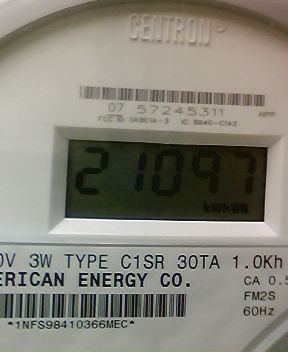 CENTRON®
07 57245311
21097
kWh
0V 3W TYPE C1SR 30TA 1.0Kh
ERICAN ENERGY CO.
CA 0.5
FM2S
60Hz
*1NFS98410366MEC*